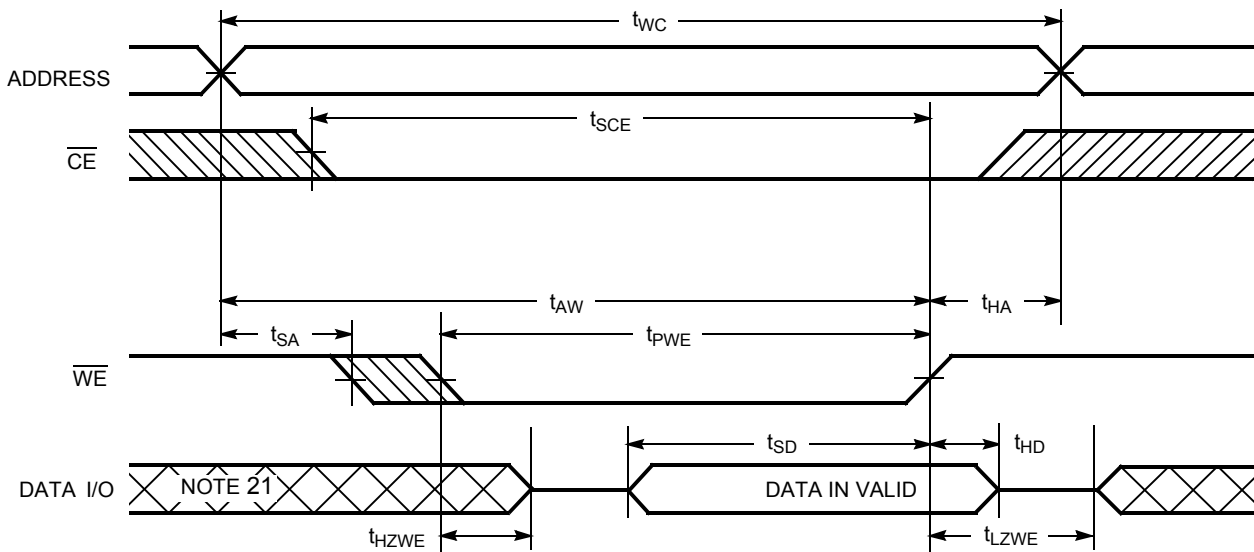 tWC
ADDRESS
tSCE
CE
tAW
tHA
tSA
tPWE
WE
tSD
tHD
DATA I/O
NOTE 21
DATA IN VALID
tHZWE
tLZWE